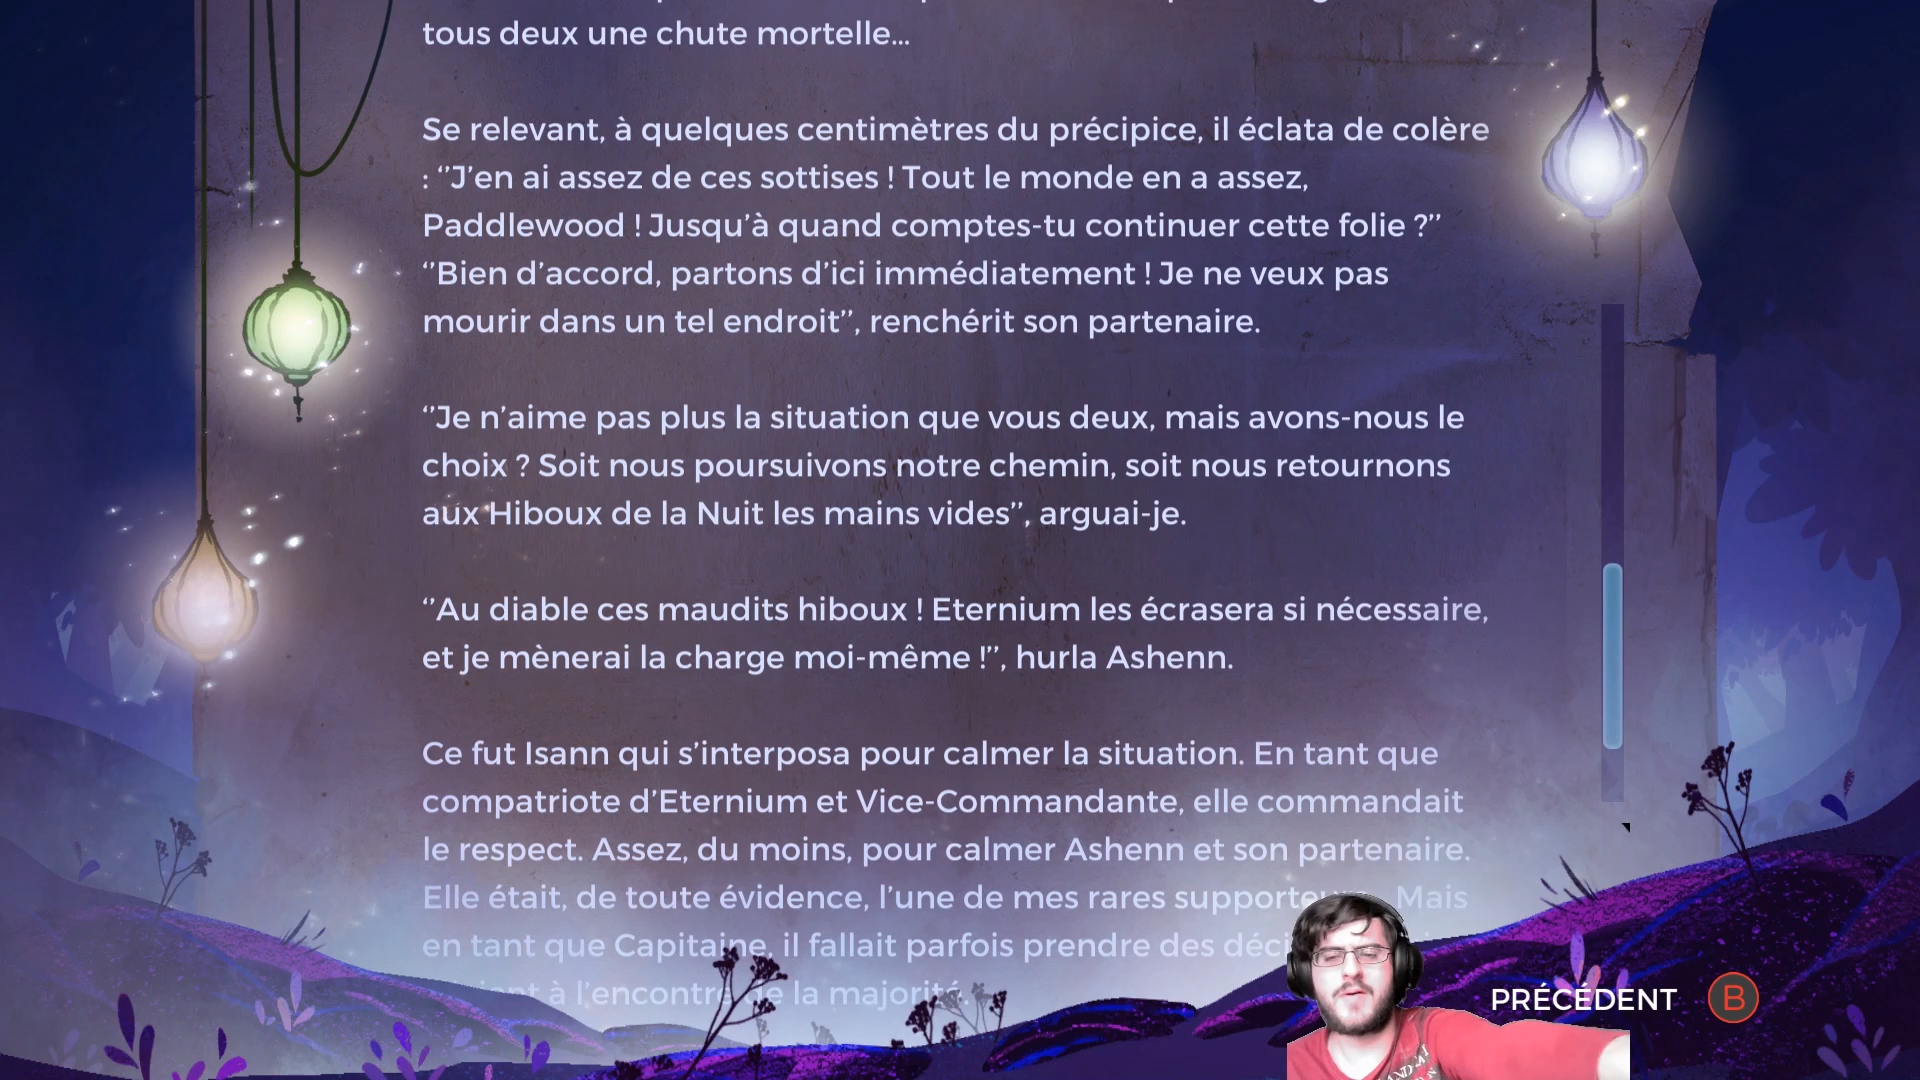 tous deux une chute mortelle...
Se relevant, à quelques centimètres du précipice, il éclata de colère
: ‘’J’en ai assez de ces sottises ! Tout le monde en a assez,
Paddlewood ! Jusqu’à quand comptes-tu continuer cette folie ?’’
‘’Bien d’accord, partons d’ici immédiatement ! Je ne veux pas
mourir dans un tel endroit’’, renchérit son partenaire.
‘’Je n’aime pas plus la situation que vous deux, mais avons-nous le
choix ? Soit nous poursuivons notre chemin, soit nous retournons
aux Hiboux de la Nuit les mains vides’’, arguai-je.
‘’Au diable ces maudits hiboux ! Eternium les écrasera si nécessaire,
et je mènerai la charge moi-même !’’, hurla Ashenn.
Ce fut Isann qui s’interposa pour calmer la situation. En tant que
compatriote d’Eternium et Vice-Commandante, elle commandait
le respect. Assez, du moins, pour calmer Ashenn et son partenaire.
Elle était, de toute évidence, l’une de mes rares Mais
en tant que Capitaine, il fallait parfois prendre des
à l’encontre de la majorité.
PRÉCÉDENT B